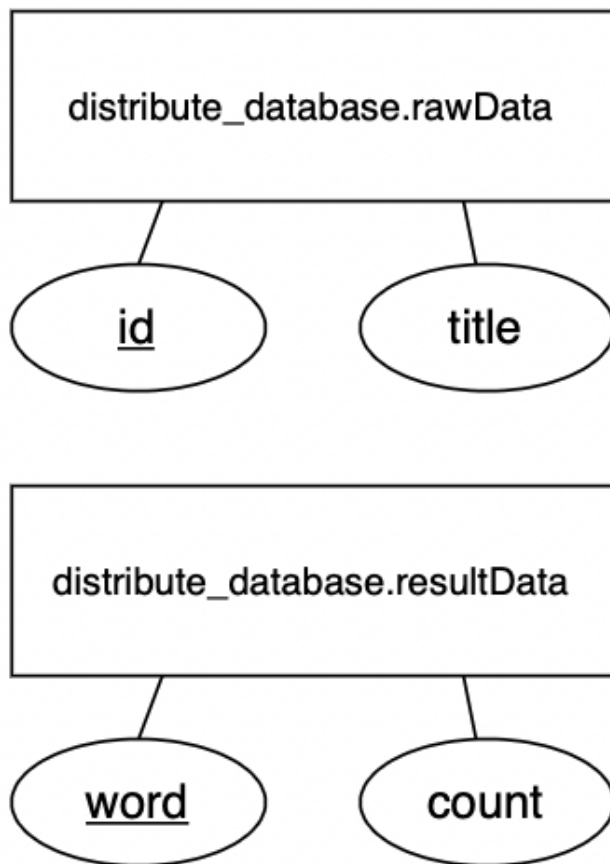 distribute_database.rawData
id
title
distribute_database.resultData
word
count